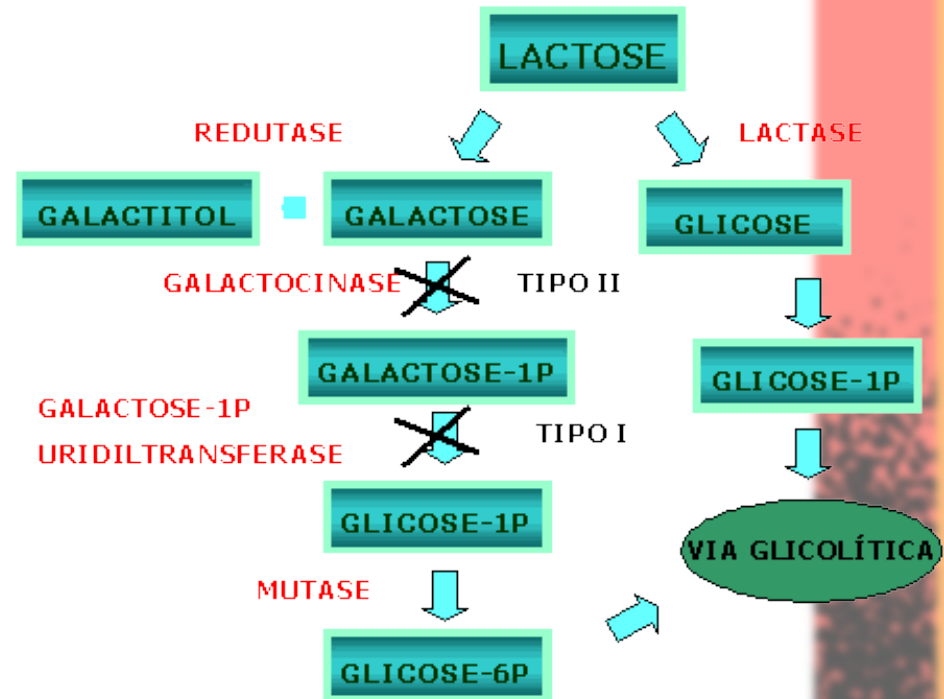 LACTOSE
REDUTASE
LACTASE
GALACTITOL
GALACTOSE
GLICOSE
GALACTOCINASE
TIPO II
GALACTOSE-1P
GLICOSE-1P
GALACTOSE-1P
URIDILTRANSFERASE
TIPO I
GLICOSE-1P
VIA GLICOLÍTICA
MUTASE
GLICOSE-6P